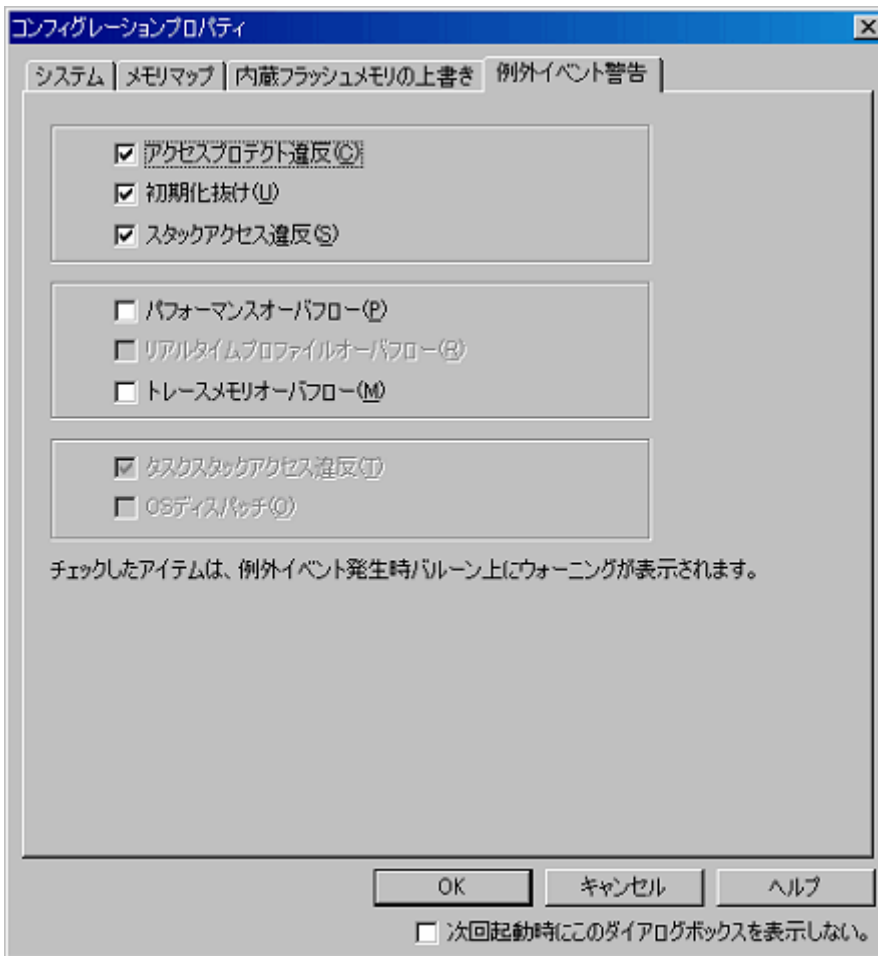 コンフィグレーションプロパティ
システム メモリマップ 内蔵フラッシュメモリの上書き 例外イベント警告
アクセスプロテクト違反(C)
初期化抜け(U)
スタックアクセス違反(S)
パフォーマンスオーバフロー(P)
リアルタイムプロファイルオーバフロー(R)
トレースメモリオーバフロー(M)
タスクスタックアクセス違反(T)
OSディスパッチ(O)
チェックしたアイテムは、例外イベント発生時バルーン上にウォーニングが表示されます。
OK キャンセル ヘルプ
次回起動時にこのダイアログボックスを表示しない。